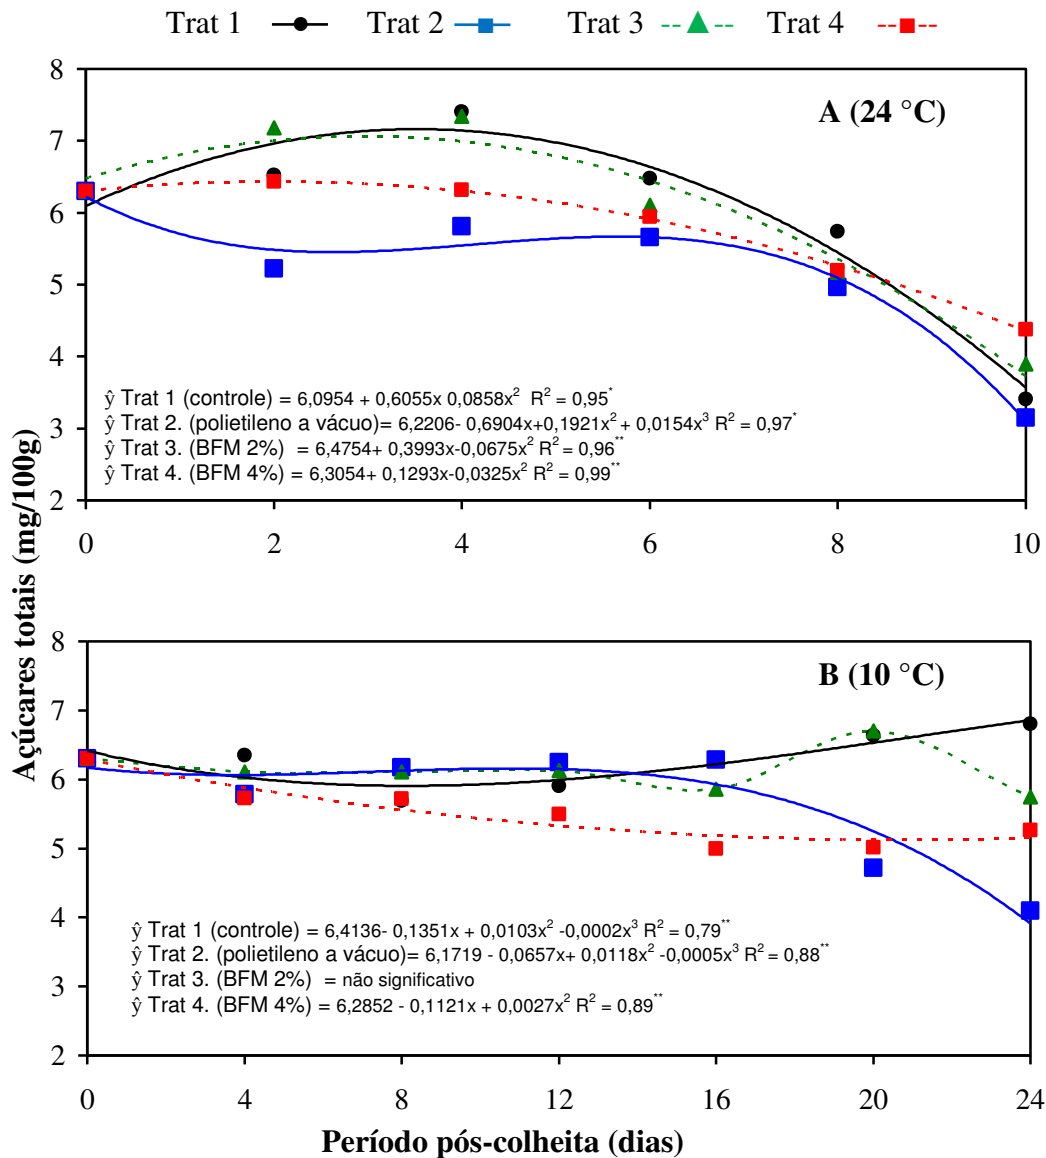 Trat 1 Trat 2 Trat 3 Trat 4
8
A (24 °C)
7
6
5
4
ŷ Trat 1 (controle) = 6,0954 + 0,6055x 0,0858x² R² = 0,95*
ŷ Trat 2. (polietileno a vácuo)= 6,2206- 0,6904x+0,1921x² + 0,0154x³ R² = 0,97*
3
ŷ Trat 3. (BFM 2%) = 6,4754+ 0,3993x-0,0675x² R² = 0,96**
ŷ Trat 4. (BFM 4%) = 6,3054+ 0,1293x-0,0325x² R² = 0,99**
2
0 2 4 6 8 10
Açúcares totais (mg/100g)
8
B (10 °C)
7
6
5
4
ŷ Trat 1 (controle) = 6,4136- 0,1351x + 0,0103x² -0,0002x³ R² = 0,79**
ŷ Trat 2. (polietileno a vácuo)= 6,1719 - 0,0657x+ 0,0118x² -0,0005x³ R² = 0,88**
3
ŷ Trat 3. (BFM 2%) = não significativo
ŷ Trat 4. (BFM 4%) = 6,2852 - 0,1121x + 0,0027x² R² = 0,89**
2
0 4 8 12 16 20 24
Período pós-colheita (dias)